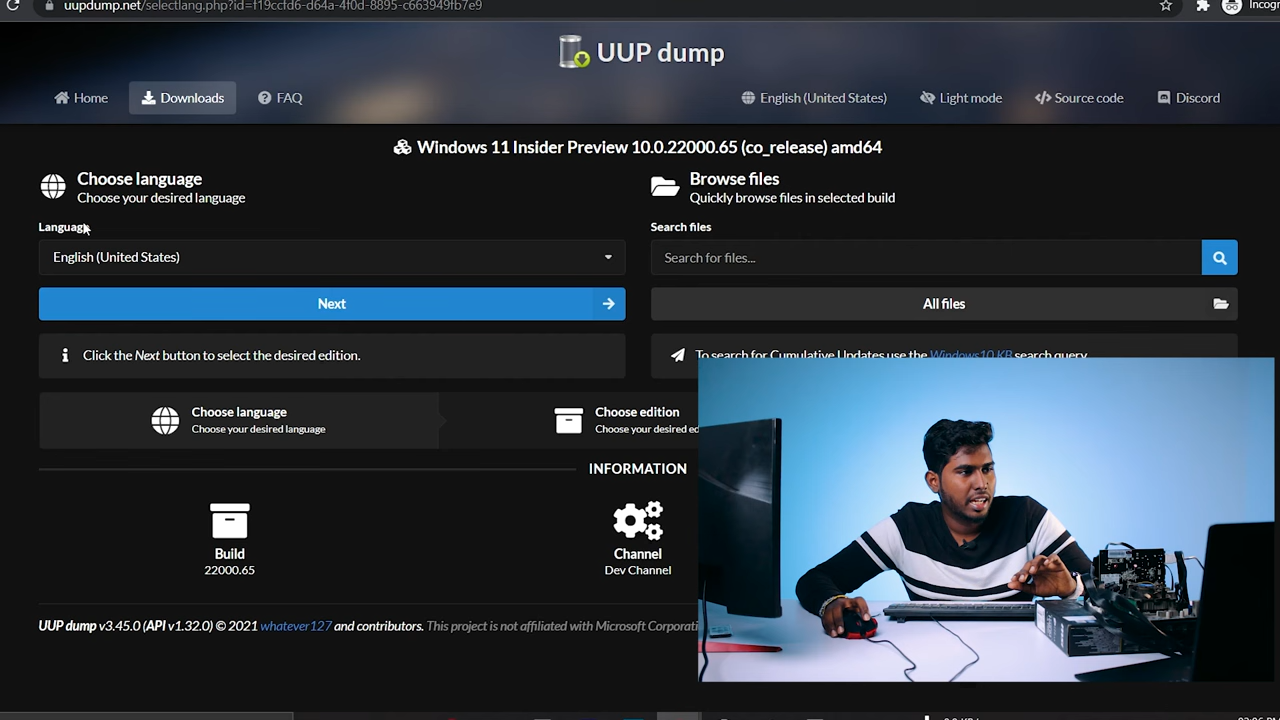 uupdump.net/selectlang.php?id=f19ccfd6-d64a-4f0d-8895-c663949fb7e9
Incog
UUP dump
Home
Downloads
FAQ
English (United States)
Light mode
Source code
Discord
Windows 11 Insider Preview 10.0.22000.65 (co_release) amd64
Choose language
Choose your desired language
Language
English (United States)
Next
Click the Next button to select the desired edition.
Browse files
Quickly browse files in selected build
Search files
Search for files...
All files
To search for Cumulative Updates use the Windows10 KB search query.
Choose language
Choose your desired language
Choose edition
Choose your desired ed
INFORMATION
Build
22000.65
Channel
Dev Channel
UUP dump v3.45.0 (API v1.32.0) © 2021 whatever127 and contributors. This project is not affiliated with Microsoft Corporati